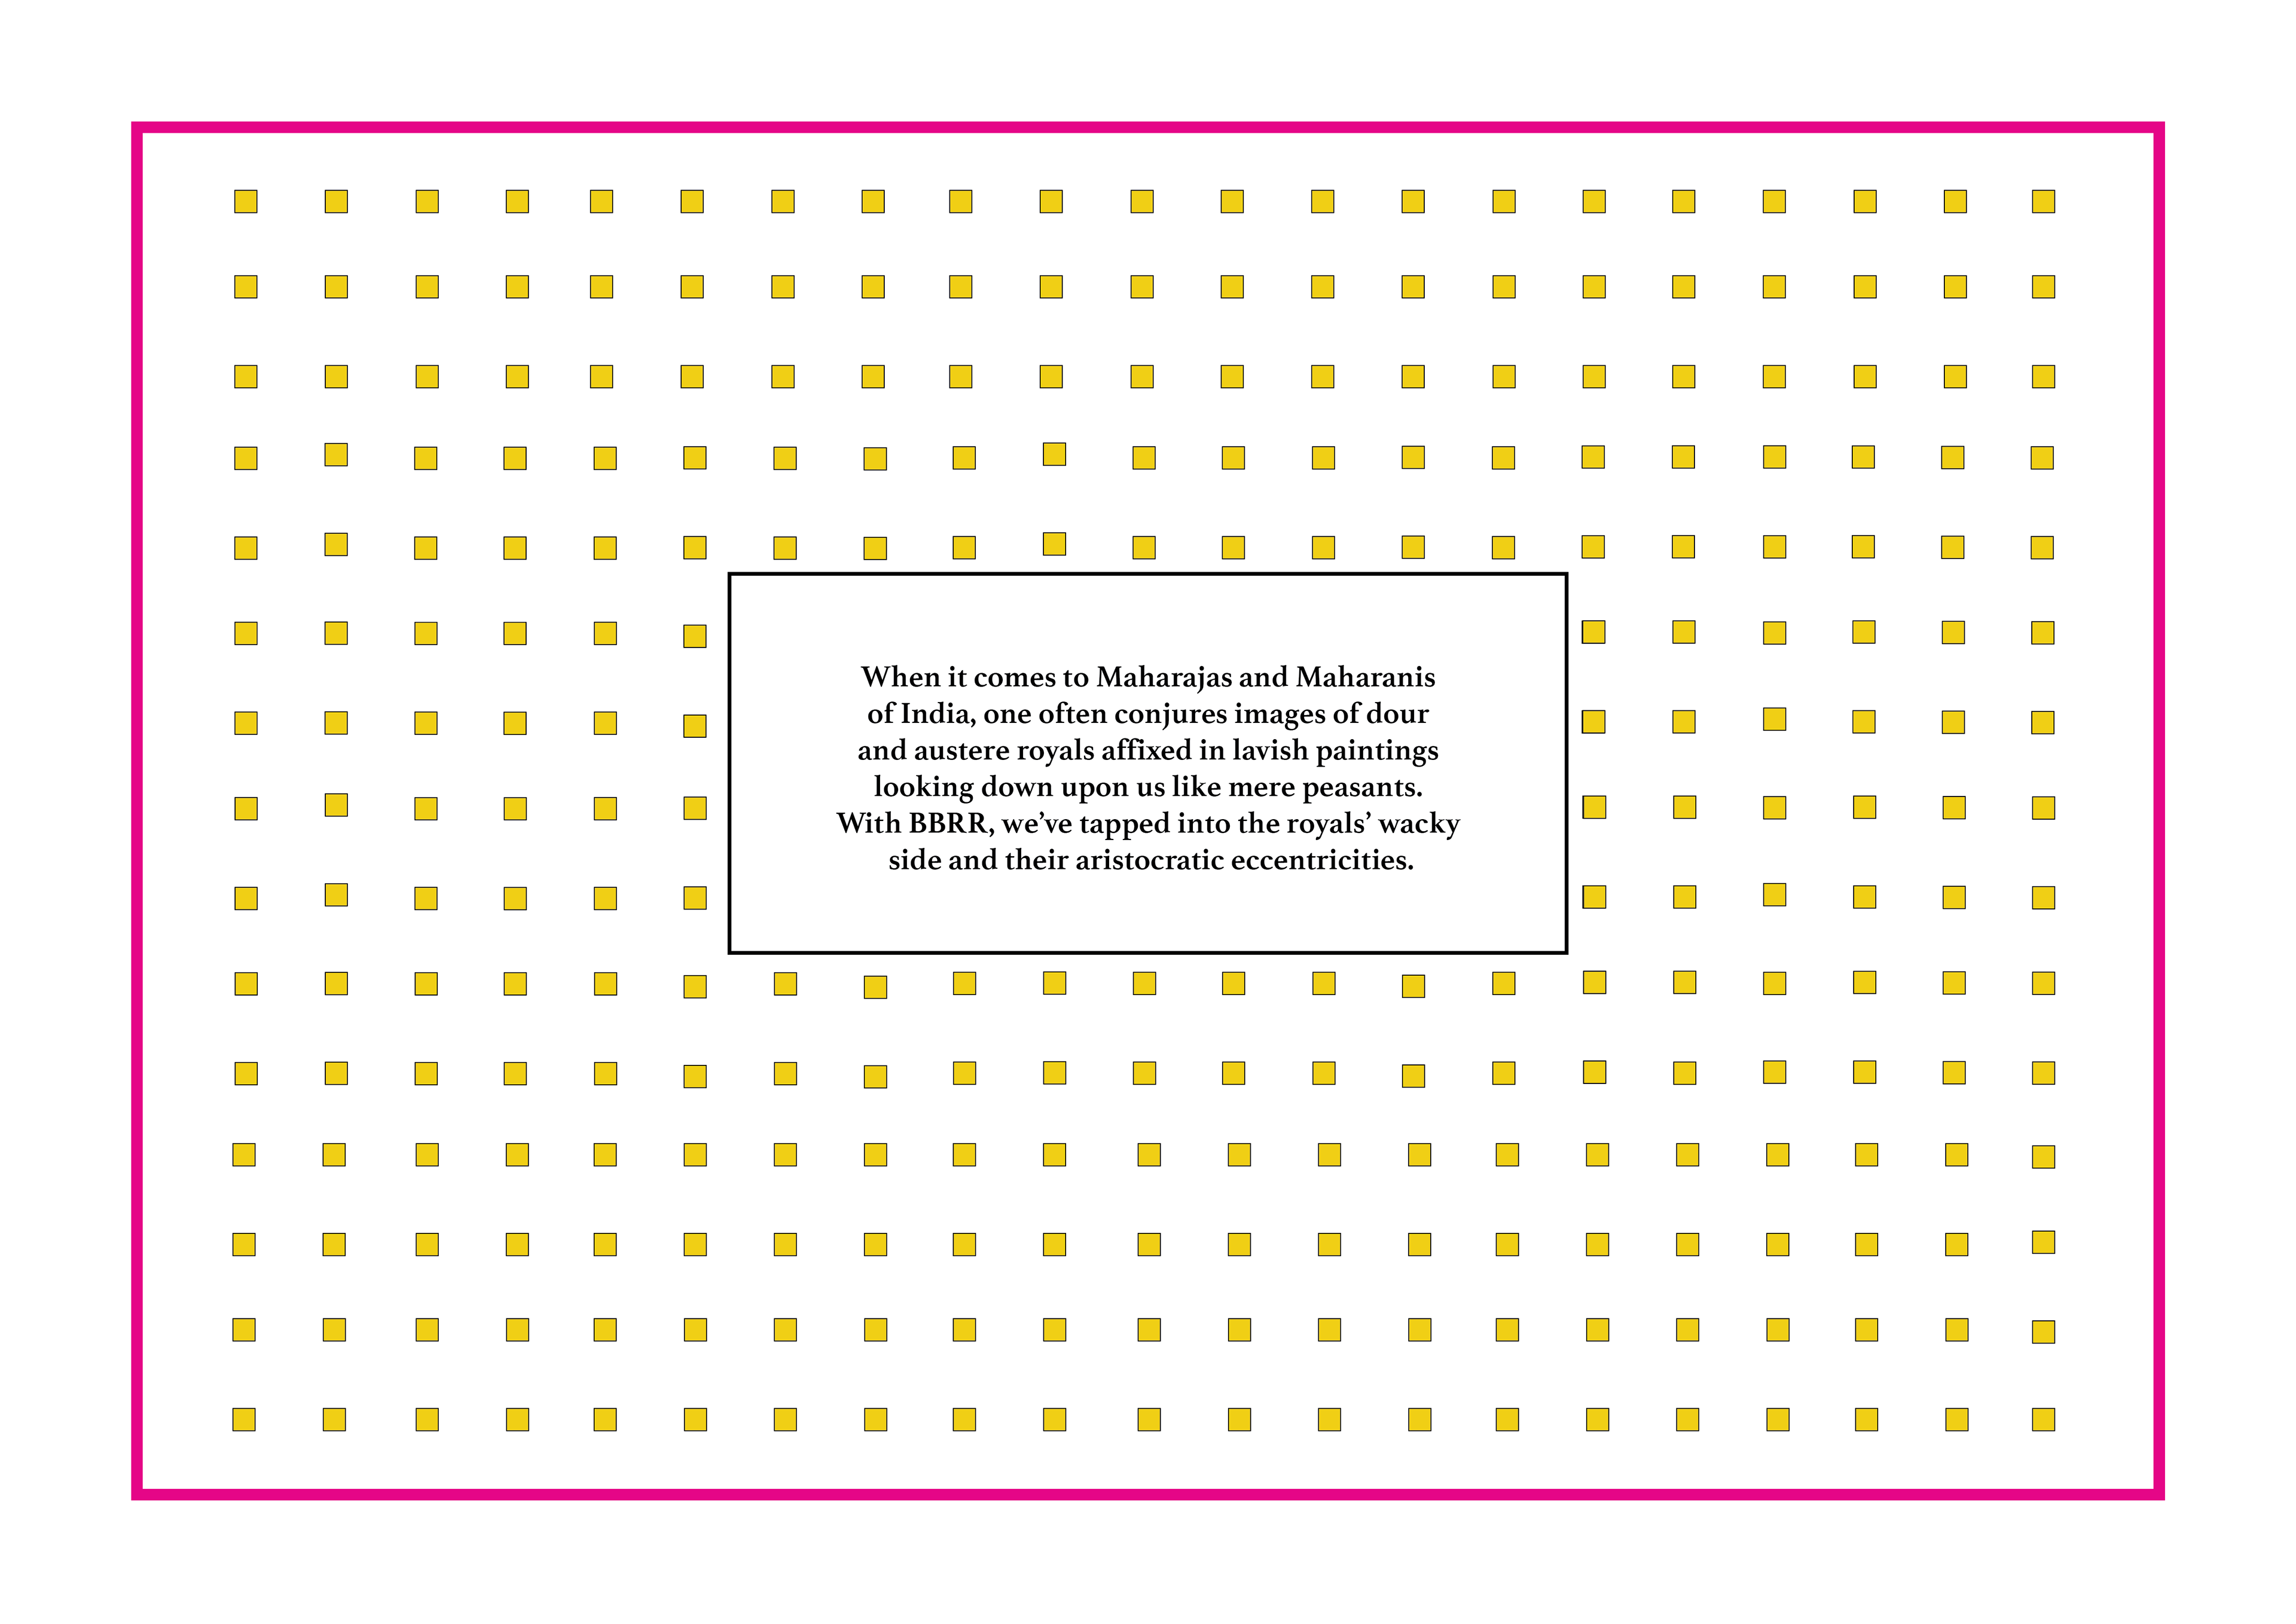 When it comes to Maharajas and Maharanis
of India, one often conjures images of dour
and austere royals affixed in lavish paintings
looking down upon us like mere peasants.
With BBRR, we’ve tapped into the royals’ wacky
side and their aristocratic eccentricities.